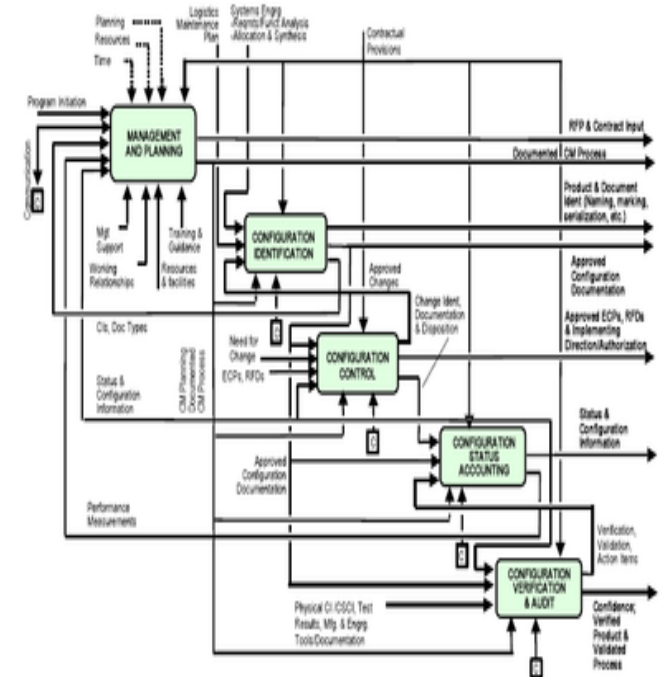 Planning
Resources
Time
Logistics
Maintenance
Plan
Systems Engrg
-Reqmts/Funct Analysis
-Allocation & Synthesis
Contractual
Provisions
Program Initiation
Communication
MANAGEMENT
AND PLANNING
RFP & Contract Input
Documented CM Process
Product & Document
Ident (Naming, marking,
serialization, etc.)
Mgt
Support
Working
Relationships
Training &
Guidance
Resources
& facilities
CONFIGURATION
IDENTIFICATION
Approved
Configuration
Documentation
Approved
Changes
Change Ident,
Documentation
& Disposition
Approved ECPs, RFDs
& Implementing
Direction/Authorization
CIs, Doc Types
Need for
Change
ECPs, RFDs
CONFIGURATION
CONTROL
Status &
Configuration
Information
CM Planning
Documented
CM Process
Status &
Configuration
Information
CONFIGURATION
STATUS
ACCOUNTING
Approved
Configuration
Documentation
Performance
Measurements
Verification,
Validation,
Action Items
CONFIGURATION
VERIFICATION
& AUDIT
Physical CI /CSCI, Test
Results, Mfg. & Engrg.
Tools/Documentation
Confidence;
Verified
Product &
Validated
Process